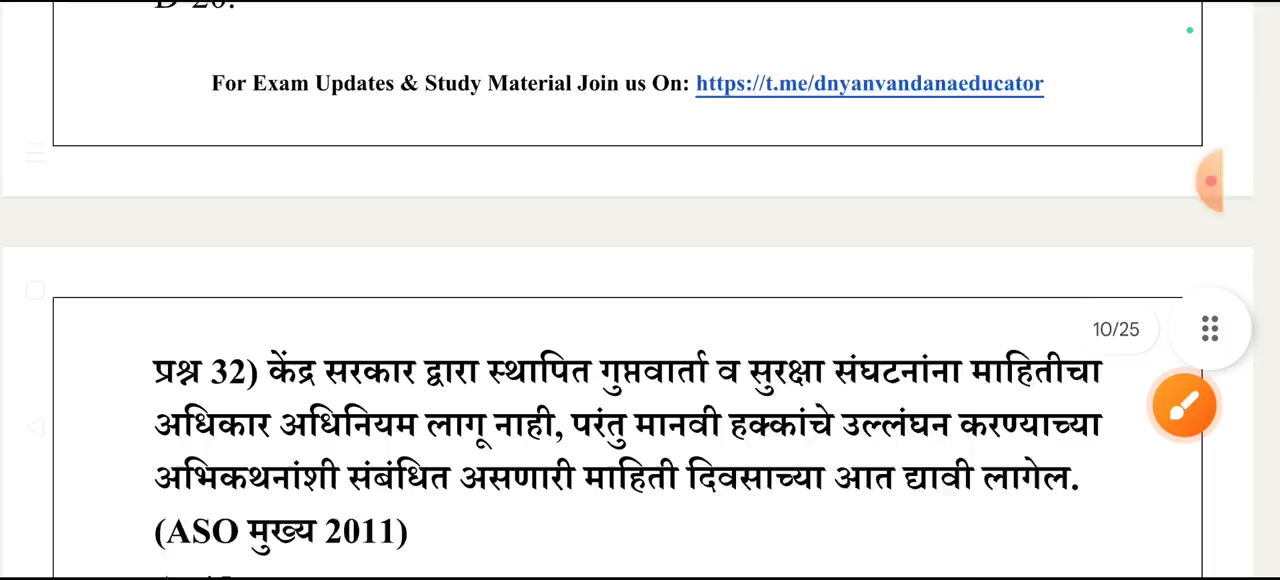 For Exam Updates & Study Material Join us On: https://t.me/dnyanvandanaeducator
10/25
प्रश्न 32) केंद्र सरकार द्वारा स्थापित गुप्तवार्ता व सुरक्षा संघटनांना माहितीचा
अधिकार अधिनियम लागू नाही, परंतु मानवी हक्कांचे उल्लंघन करण्याच्या
अभिकथनांशी संबंधित असणारी माहिती दिवसाच्या आत द्यावी लागेल.
(ASO मुख्य 2011)